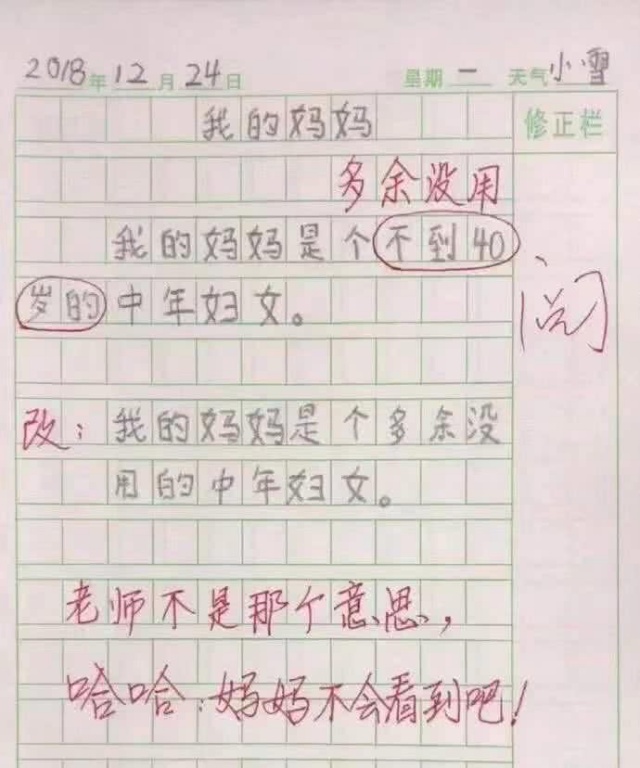 2018年12月24日 星期一 天气小雪
我的妈妈 修正栏
多余没用
我的妈妈是个不到40
岁的中年妇女。
阅
改：我的妈妈是个多余没
用的中年妇女。
老师不是那个意思，
哈哈：妈妈不会看到吧！